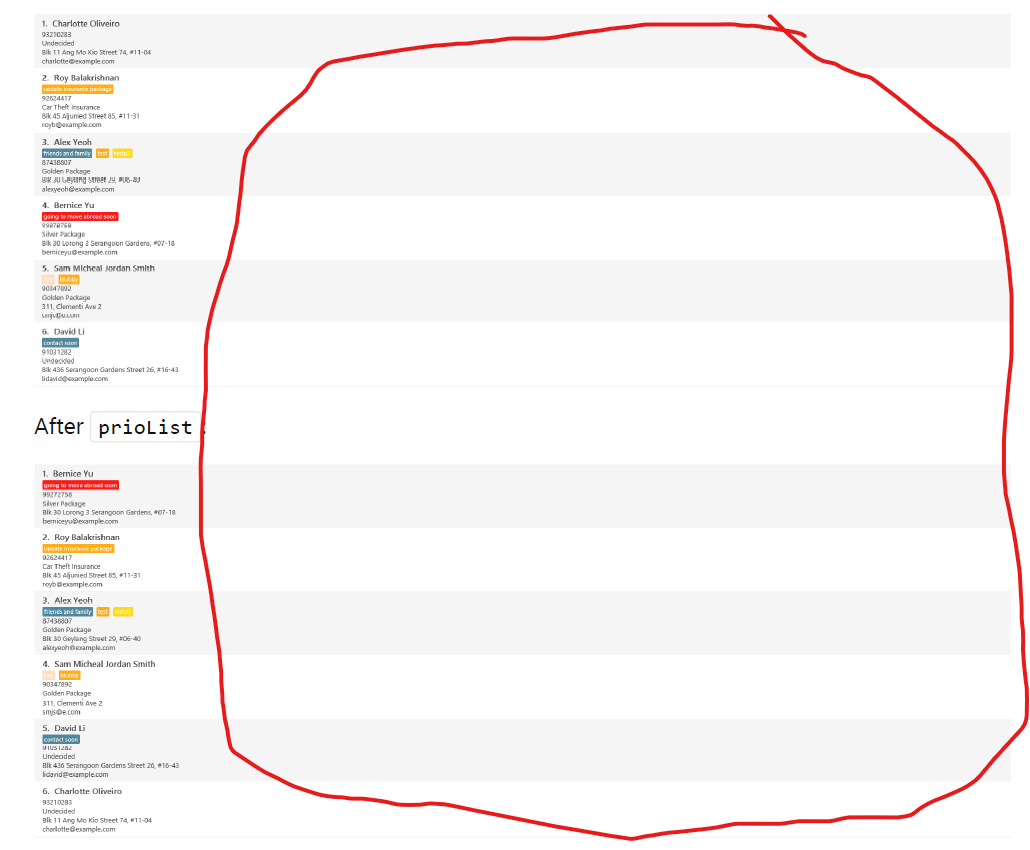 1. Charlotte Oliveiro
93210283
Undecided
Blk 11 Ang Mo Kio Street 74, #11-04
charlotte@example.com
2. Roy Balakrishnan
update insurance package
92624417
Car Theft Insurance
Blk 45 Aljunied Street 85, #11-31
royb@example.com
3. Alex Yeoh
friends and family test
87438807
Golden Package
Blk 30 Geylang Street 29, #06-40
alexyeoh@example.com
4. Bernice Yu
going to move abroad soon
99272758
Silver Package
Blk 30 Lorong 3 Serangoon Gardens, #07-18
berniceyu@example.com
5. Sam Micheal Jordan Smith
blubby
90347892
Golden Package
311, Clementi Ave 2
smjs@e.com
6. David Li
contact soon
91031282
Undecided
Blk 436 Serangoon Gardens Street 26, #16-43
lidavid@example.com
After prioList :
1. Bernice Yu
going to move abroad soon
99272758
Silver Package
Blk 30 Lorong 3 Serangoon Gardens, #07-18
berniceyu@example.com
2. Roy Balakrishnan
update insurance package
92624417
Car Theft Insurance
Blk 45 Aljunied Street 85, #11-31
royb@example.com
3. Alex Yeoh
friends and family test
87438807
Golden Package
Blk 30 Geylang Street 29, #06-40
alexyeoh@example.com
4. Sam Micheal Jordan Smith
blubby
90347892
Golden Package
311, Clementi Ave 2
smjs@e.com
5. David Li
contact soon
91031282
Undecided
Blk 436 Serangoon Gardens Street 26, #16-43
lidavid@example.com
6. Charlotte Oliveiro
93210283
Undecided
Blk 11 Ang Mo Kio Street 74, #11-04
charlotte@example.com